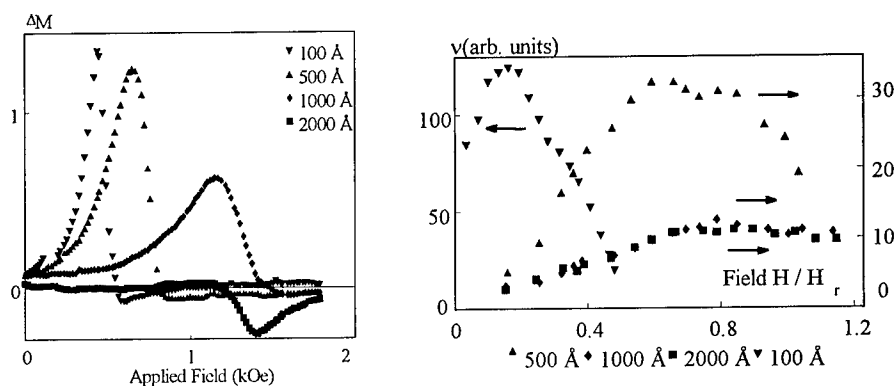 ΔM
▼ 100 Å
▲ 500 Å
♦ 1000 Å
■ 2000 Å
1
0
0
1
2
Applied Field (kOe)
ν(arb. units)
100
50
0
30
20
10
0
Field H / H r
0
0.4
0.8
1.2
▲ 500 Å ♦ 1000 Å ■ 2000 Å ▼ 100 Å